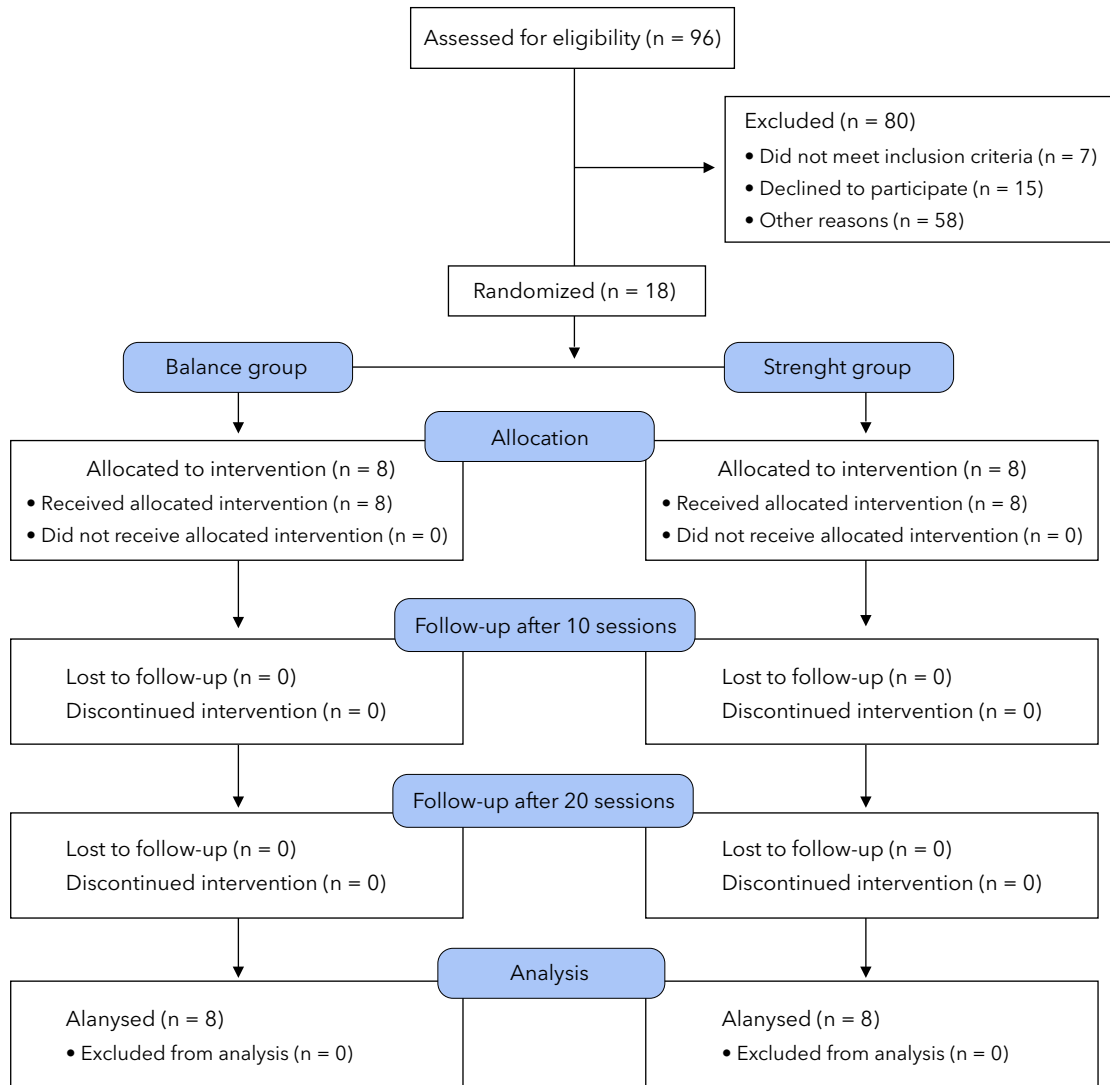 Assessed for eligibility (n = 96)
Excluded (n = 80)
• Did not meet inclusion criteria (n = 7)
• Declined to participate (n = 15)
• Other reasons (n = 58)
Randomized (n = 18)
Balance group
Strenght group
Allocation
Allocated to intervention (n = 8)
• Received allocated intervention (n = 8)
• Did not receive allocated intervention (n = 0)
Allocated to intervention (n = 8)
• Received allocated intervention (n = 8)
• Did not receive allocated intervention (n = 0)
Follow-up after 10 sessions
Lost to follow-up (n = 0)
Discontinued intervention (n = 0)
Lost to follow-up (n = 0)
Discontinued intervention (n = 0)
Follow-up after 20 sessions
Lost to follow-up (n = 0)
Discontinued intervention (n = 0)
Lost to follow-up (n = 0)
Discontinued intervention (n = 0)
Analysis
Alanysed (n = 8)
• Excluded from analysis (n = 0)
Alanysed (n = 8)
• Excluded from analysis (n = 0)